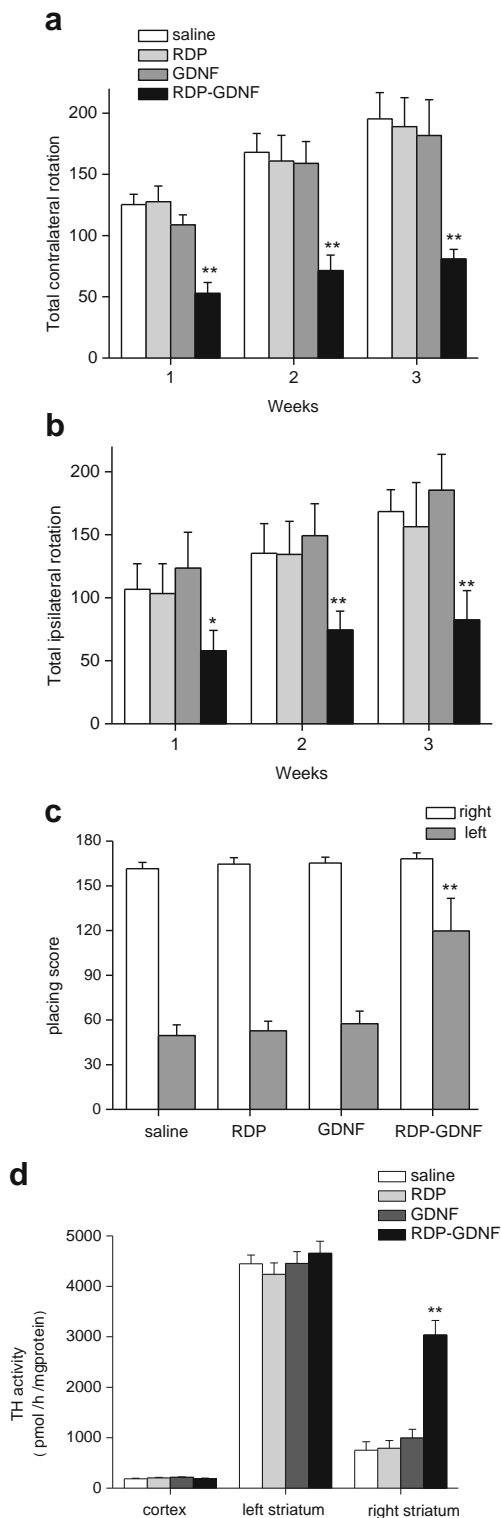 a
saline
RDP
GDNF
RDP-GDNF
200
150
100
50
0
Total contralateral rotation
**
**
**
1 2 3
Weeks
b
200
150
100
50
0
Total ipsilateral rotation
*
**
**
1 2 3
Weeks
c
right
left
180
150
120
90
60
30
0
placing score
**
saline RDP GDNF RDP-GDNF
d
saline
RDP
GDNF
RDP-GDNF
5000
4000
3000
2000
1000
0
TH activity
( pmol /h /mgprotein)
**
cortex left striatum right striatum